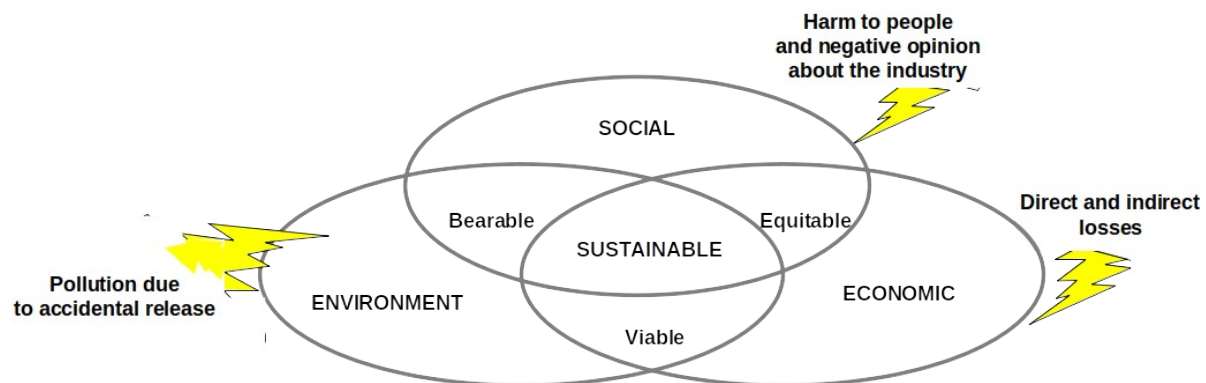 Harm to people
and negative opinion
about the industry
SOCIAL
Direct and indirect
losses
Bearable
Equitable
SUSTAINABLE
Pollution due
to accidental release
ENVIRONMENT
ECONOMIC
Viable